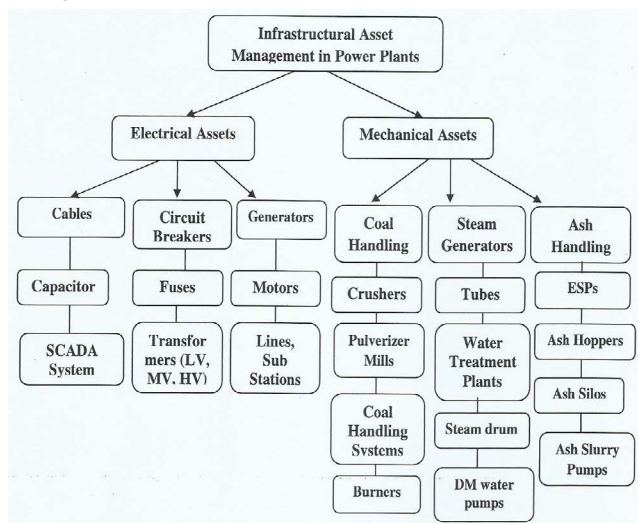 Infrastructural Asset
Management in Power Plants
Electrical Assets
Mechanical Assets
Cables
Capacitor
SCADA
System
Circuit
Breakers
Fuses
Transfor
mers (LV,
MV, HV)
Generators
Motors
Lines,
Sub
Stations
Coal
Handling
Crushers
Pulverizer
Mills
Coal
Handling
Systems
Burners
Steam
Generators
Tubes
Water
Treatment
Plants
Steam drum
DM water
pumps
Ash
Handling
ESPs
Ash Hoppers
Ash Silos
Ash Slurry
Pumps